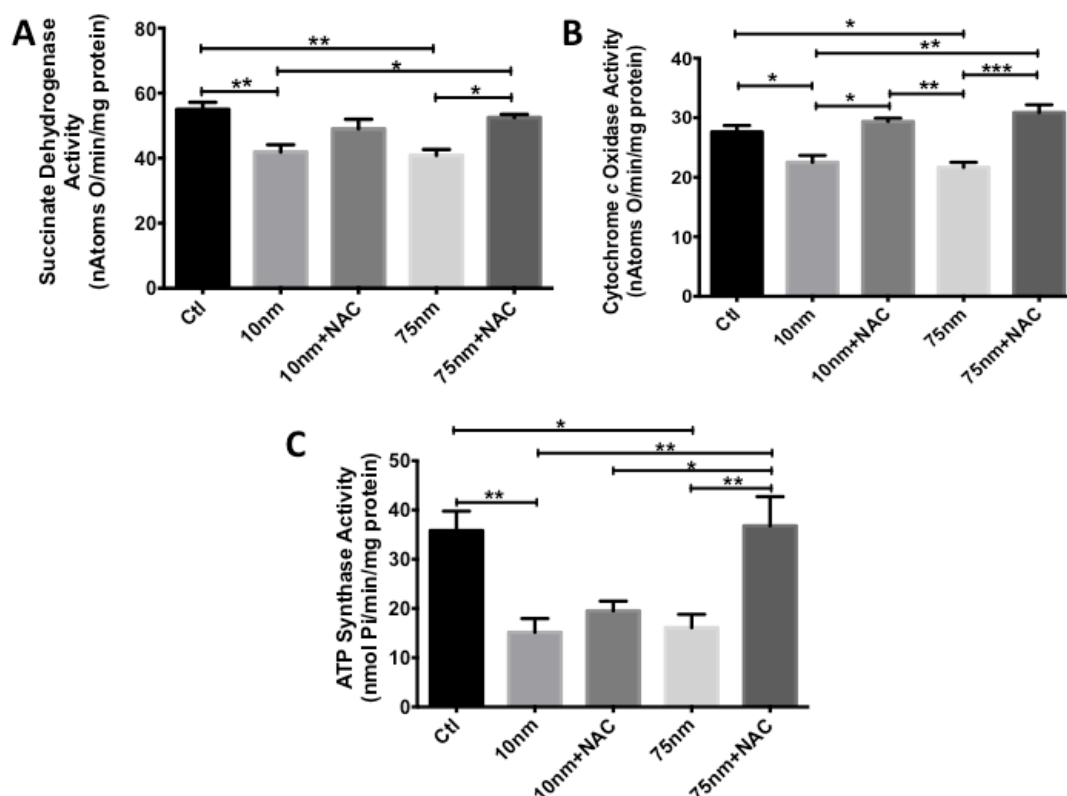 A
Succinate Dehydrogenase
Activity
(nAtoms O/min/mg protein)
80
60
40
20
0
**
*
**
*
Ctl
10nm
10nm+NAC
75nm
75nm+NAC
B
Cytochrome c Oxidase Activity
(nAtoms O/min/mg protein)
40
30
20
10
0
*
**
*
**
***
*
Ctl
10nm
10nm+NAC
75nm
75nm+NAC
C
ATP Synthase Activity
(nmol Pi/min/mg protein)
50
40
30
20
10
0
*
**
*
**
**
Ctl
10nm
10nm+NAC
75nm
75nm+NAC